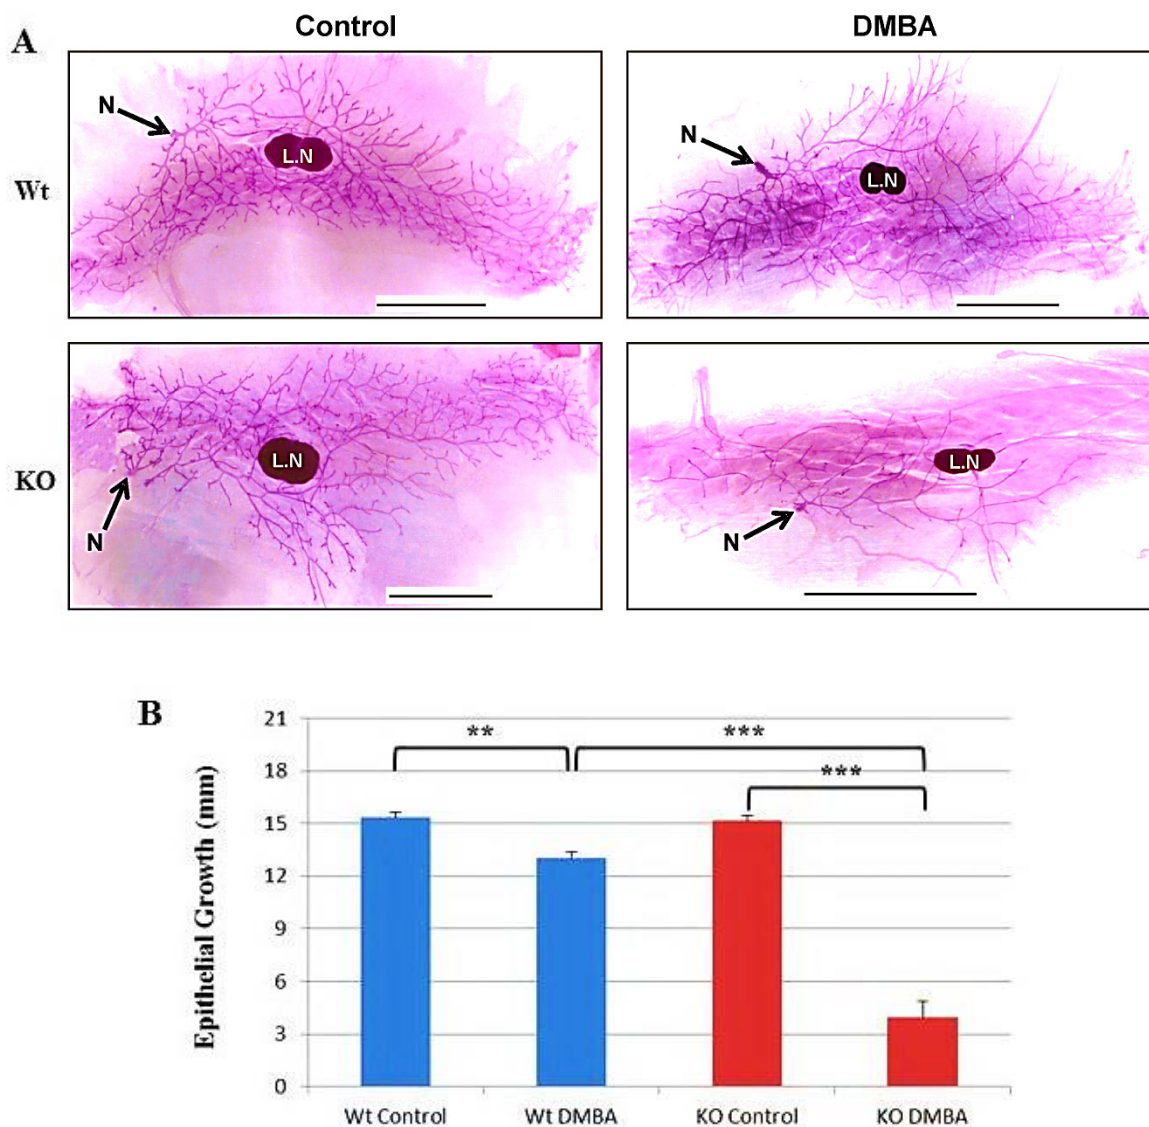 A
Control
DMBA
Wt
N
L.N
N
L.N
KO
L.N
N
L.N
N
B
Epithelial Growth (mm)
21
18
15
12
9
6
3
0
**
***
***
Wt Control
Wt DMBA
KO Control
KO DMBA